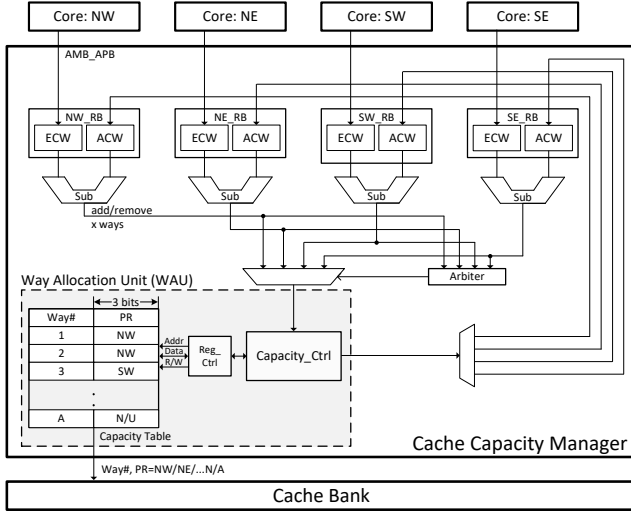 Core: NW
Core: NE
Core: SW
Core: SE
AMB_APB
NW_RB
ECW
ACW
NE_RB
ECW
ACW
SW_RB
ECW
ACW
SE_RB
ECW
ACW
Sub
Sub
Sub
Sub
add/remove
x ways
Arbiter
Way Allocation Unit (WAU)
3 bits
Way# PR
1 NW
2 NW
3 SW
:
A N/U
Capacity Table
Addr
Data
R/W
Reg_
Ctrl
Capacity_Ctrl
Cache Capacity Manager
Way#, PR=NW/NE/...N/A
Cache Bank